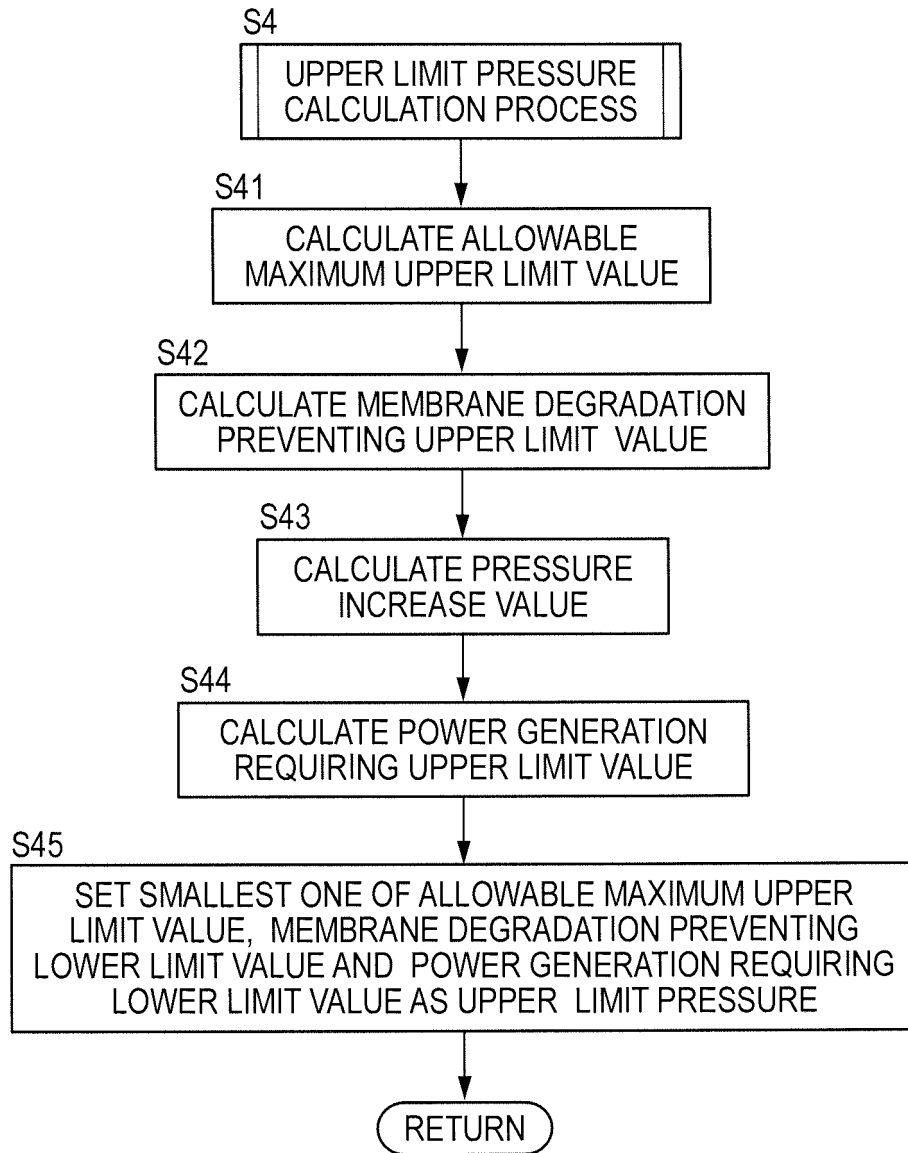 S4
UPPER LIMIT PRESSURE
CALCULATION PROCESS
S41
CALCULATE ALLOWABLE
MAXIMUM UPPER LIMIT VALUE
S42
CALCULATE MEMBRANE DEGRADATION
PREVENTING UPPER LIMIT VALUE
S43
CALCULATE PRESSURE
INCREASE VALUE
S44
CALCULATE POWER GENERATION
REQUIRING UPPER LIMIT VALUE
S45
SET SMALLEST ONE OF ALLOWABLE MAXIMUM UPPER
LIMIT VALUE, MEMBRANE DEGRADATION PREVENTING
LOWER LIMIT VALUE AND POWER GENERATION REQUIRING
LOWER LIMIT VALUE AS UPPER LIMIT PRESSURE
RETURN